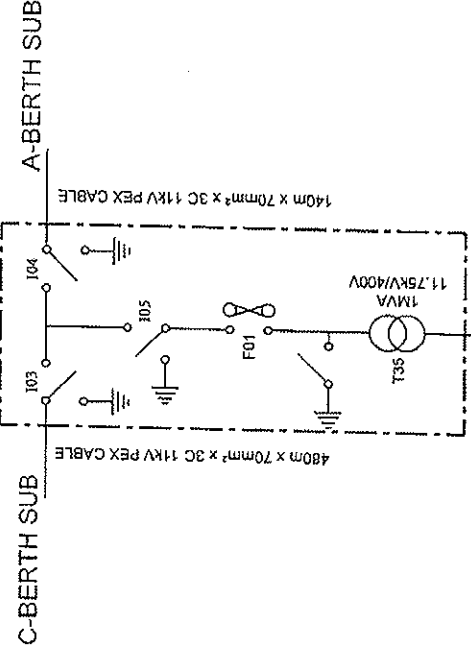 A-BERTH SUB
140m x 70mm² x 3C 11kV PEX CABLE
I04
I03
I05
F01
1MVA
11.75kV/400V
T35
480m x 70mm² x 3C 11kV PEX CABLE
C-BERTH SUB